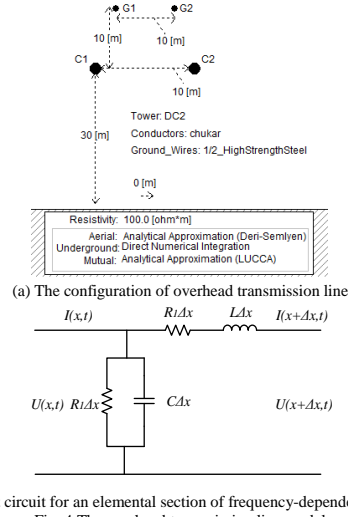 G1 G2
10 [m] 10 [m]
C1 C2
10 [m]
30 [m]
Tower: DC2
Conductors: chukar
Ground_Wires: 1/2_HighStrengthSteel
0 [m]
Resistivity: 100.0 [ohm*m]
Aerial: Analytical Approximation (Deri-Semlyen)
Underground: Direct Numerical Integration
Mutual: Analytical Approximation (LUCCA)
(a) The configuration of overhead transmission line
I(x,t) R1Δx LΔx I(x+Δx,t)
U(x,t) R1Δx CΔx U(x+Δx,t)
circuit for an elemental section of frequency-depende